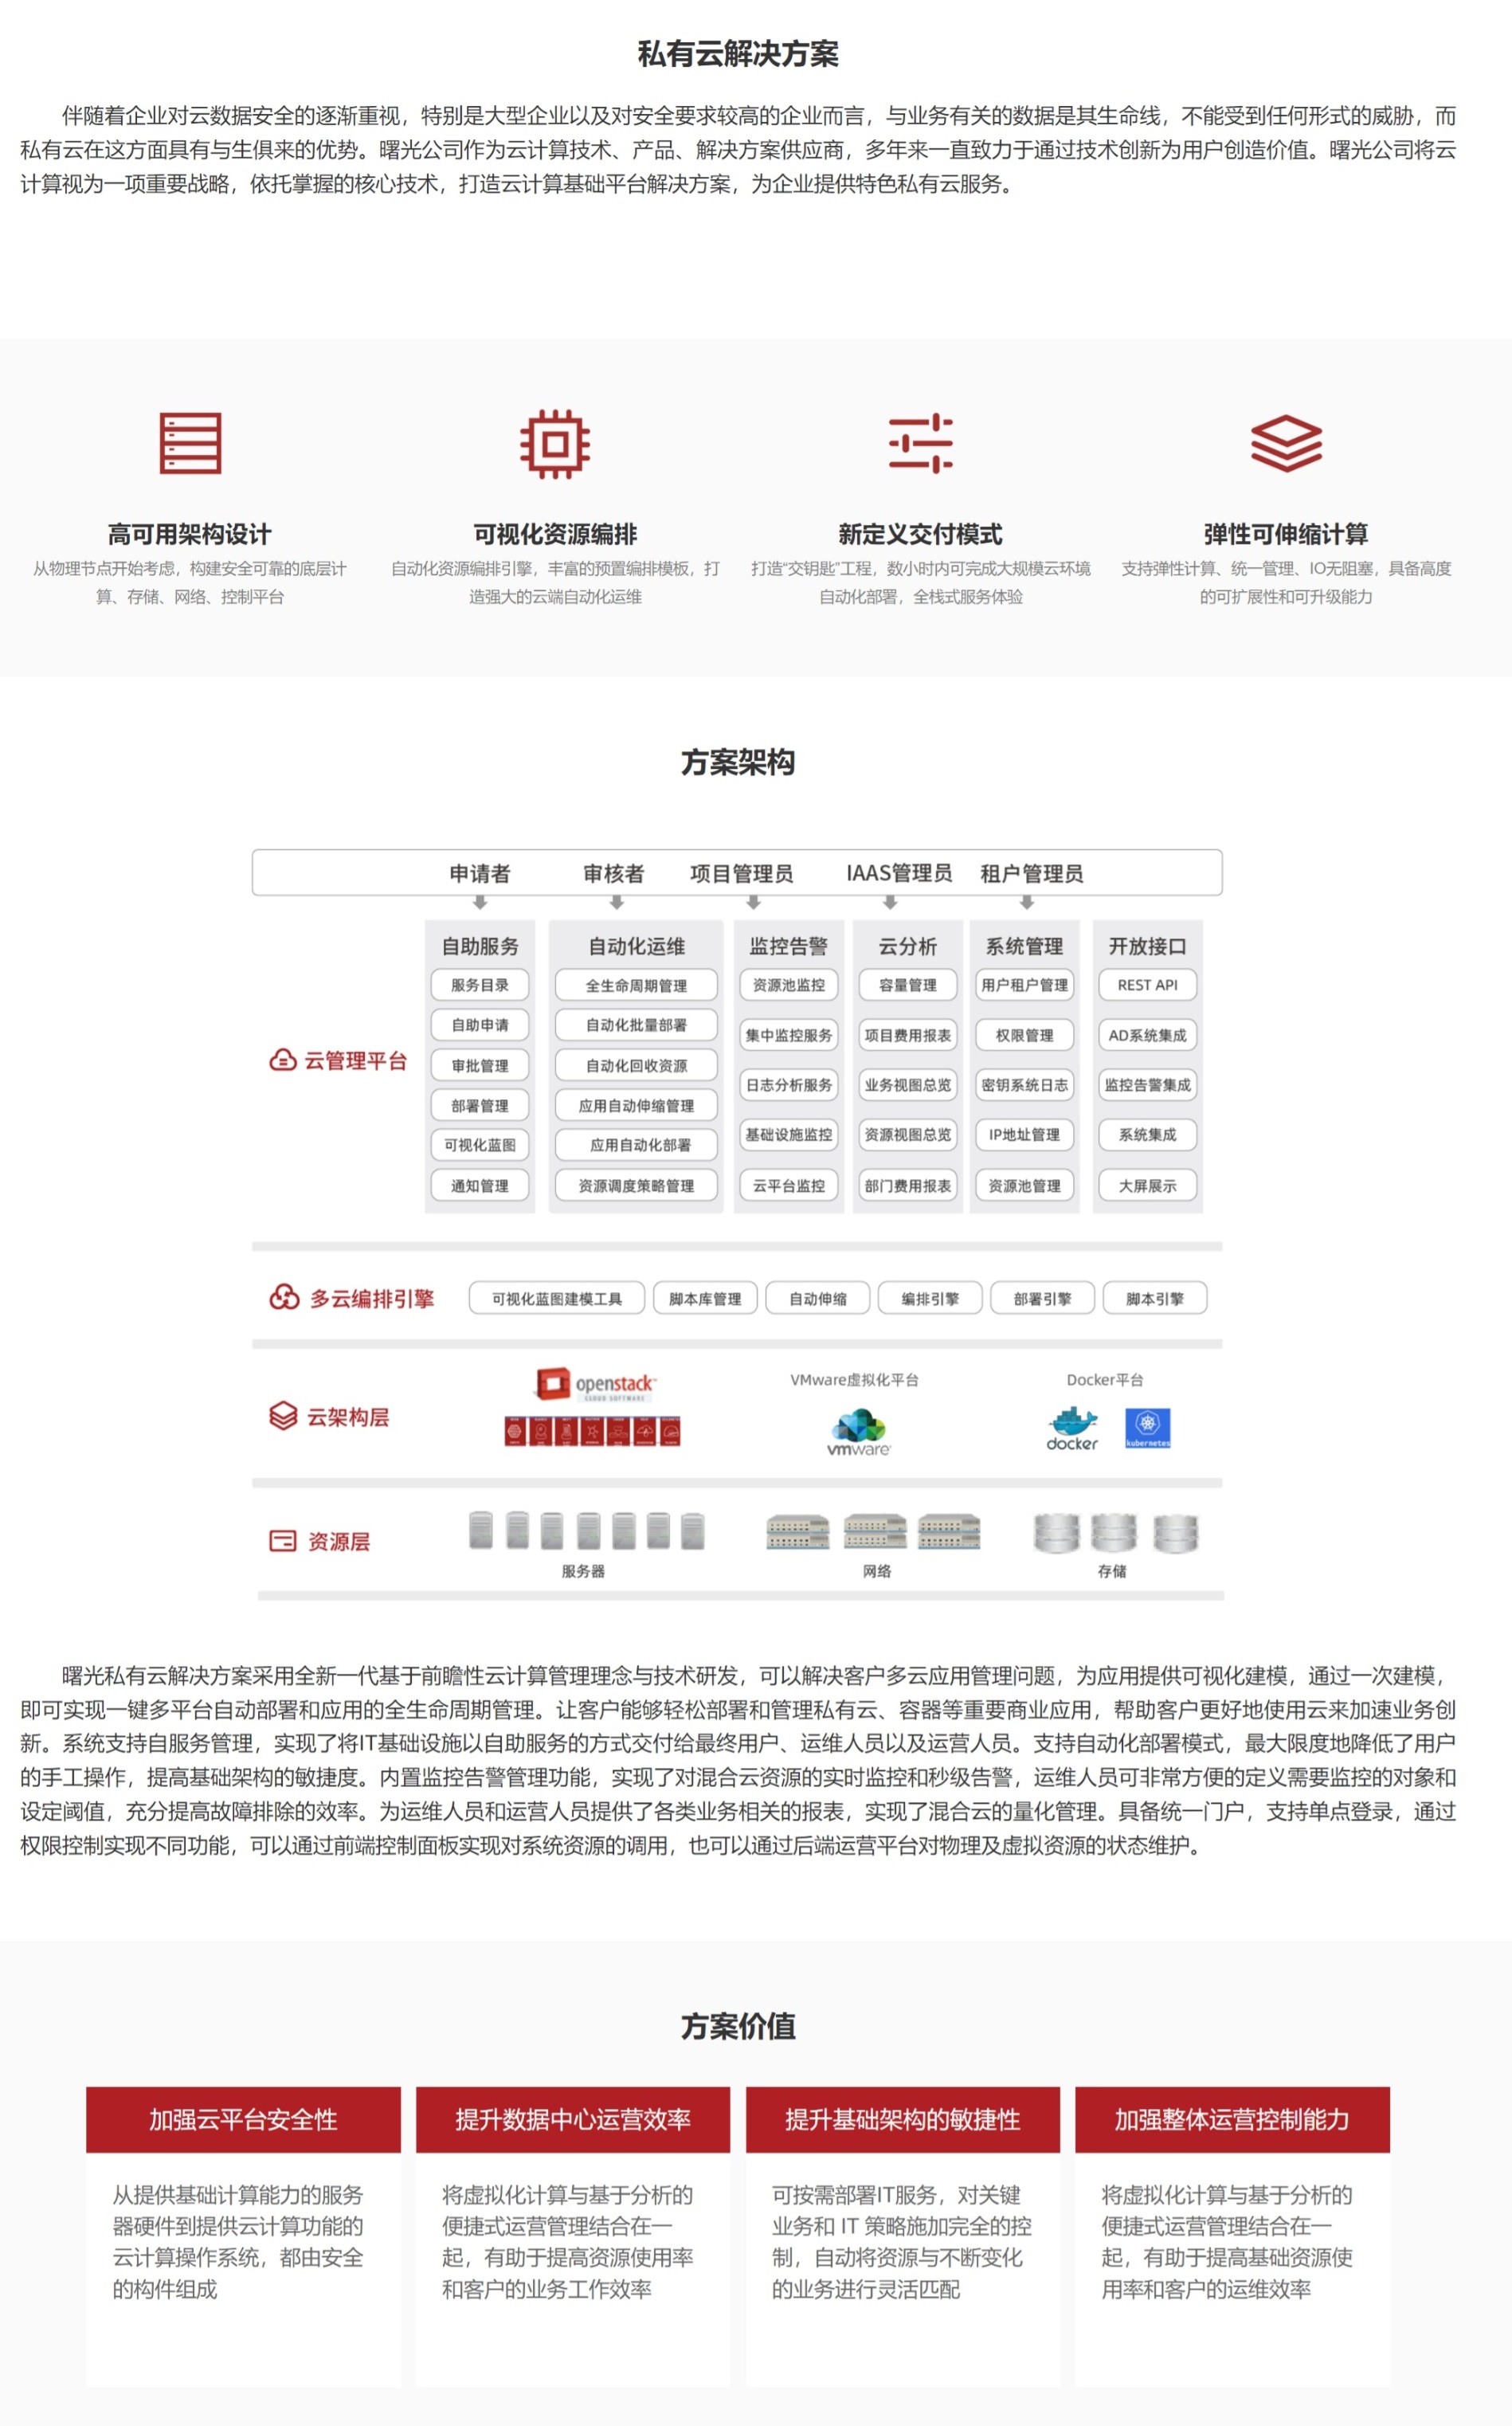 私有云解决方案
伴随着企业对云数据安全的逐渐重视，特别是大型企业以及对安全要求较高的企业而言，与业务有关的数据是其生命线，不能受到任何形式的威胁，而
私有云在这方面具有与生俱来的优势。曙光公司作为云计算技术、产品、解决方案供应商，多年来一直致力于通过技术创新为用户创造价值。曙光公司将云
计算视为一项重要战略，依托掌握的核心技术，打造云计算基础平台解决方案，为企业提供特色私有云服务。
高可用架构设计
从物理节点开始考虑，构建安全可靠的底层计
算、存储、网络、控制平台
可视化资源编排
自动化资源编排引擎，丰富的预置编排模板，打
造强大的云端自动化运维
新定义交付模式
打造“交钥匙”工程，数小时内可完成大规模云环境
自动化部署，全栈式服务体验
弹性可伸缩计算
支持弹性计算、统一管理、IO无阻塞，具备高度
的可扩展性和可升级能力
方案架构
申请者 审核者 项目管理员 IAAS管理员 租户管理员
云管理平台
自助服务
服务目录
自助申请
审批管理
部署管理
可视化蓝图
通知管理
自动化运维
全生命周期管理
自动化批量部署
自动化回收资源
应用自动伸缩管理
应用自动化部署
资源调度策略管理
监控告警
资源池监控
集中监控服务
日志分析服务
基础设施监控
云平台监控
云分析
容量管理
项目费用报表
业务视图总览
资源视图总览
部门费用报表
系统管理
用户租户管理
权限管理
密钥系统日志
IP地址管理
资源池管理
开放接口
REST API
AD系统集成
监控告警集成
系统集成
大屏展示
多云编排引擎 可视化蓝图建模工具 脚本库管理 自动伸缩 编排引擎 部署引擎 脚本引擎
云架构层
openstack
CLOUD SOFTWARE
VMware虚拟化平台
vmware
Docker平台
docker
kubernetes
资源层
服务器 网络 存储
曙光私有云解决方案采用全新一代基于前瞻性云计算管理理念与技术研发，可以解决客户多云应用管理问题，为应用提供可视化建模，通过一次建模，
即可实现一键多平台自动部署和应用的全生命周期管理。让客户能够轻松部署和管理私有云、容器等重要商业应用，帮助客户更好地使用云来加速业务创
新。系统支持自服务管理，实现了将IT基础设施以自助服务的方式交付给最终用户、运维人员以及运营人员。支持自动化部署模式，最大限度地降低了用户
的手工操作，提高基础架构的敏捷度。内置监控告警管理功能，实现了对混合云资源的实时监控和秒级告警，运维人员可非常方便的定义需要监控的对象和
设定阈值，充分提高故障排除的效率。为运维人员和运营人员提供了各类业务相关的报表，实现了混合云的量化管理。具备统一门户，支持单点登录，通过
权限控制实现不同功能，可以通过前端控制面板实现对系统资源的调用，也可以通过后端运营平台对物理及虚拟资源的状态维护。
方案价值
加强云平台安全性
从提供基础计算能力的服务
器硬件到提供云计算功能的
云计算操作系统，都由安全
的构件组成
提升数据中心运营效率
将虚拟化计算与基于分析的
便捷式运营管理结合在一
起，有助于提高资源使用率
和客户的业务工作效率
提升基础架构的敏捷性
可按需部署IT服务，对关键
业务和 IT 策略施加完全的控
制，自动将资源与不断变化
的业务进行灵活匹配
加强整体运营控制能力
将虚拟化计算与基于分析的
便捷式运营管理结合在一
起，有助于提高基础资源使
用率和客户的运维效率